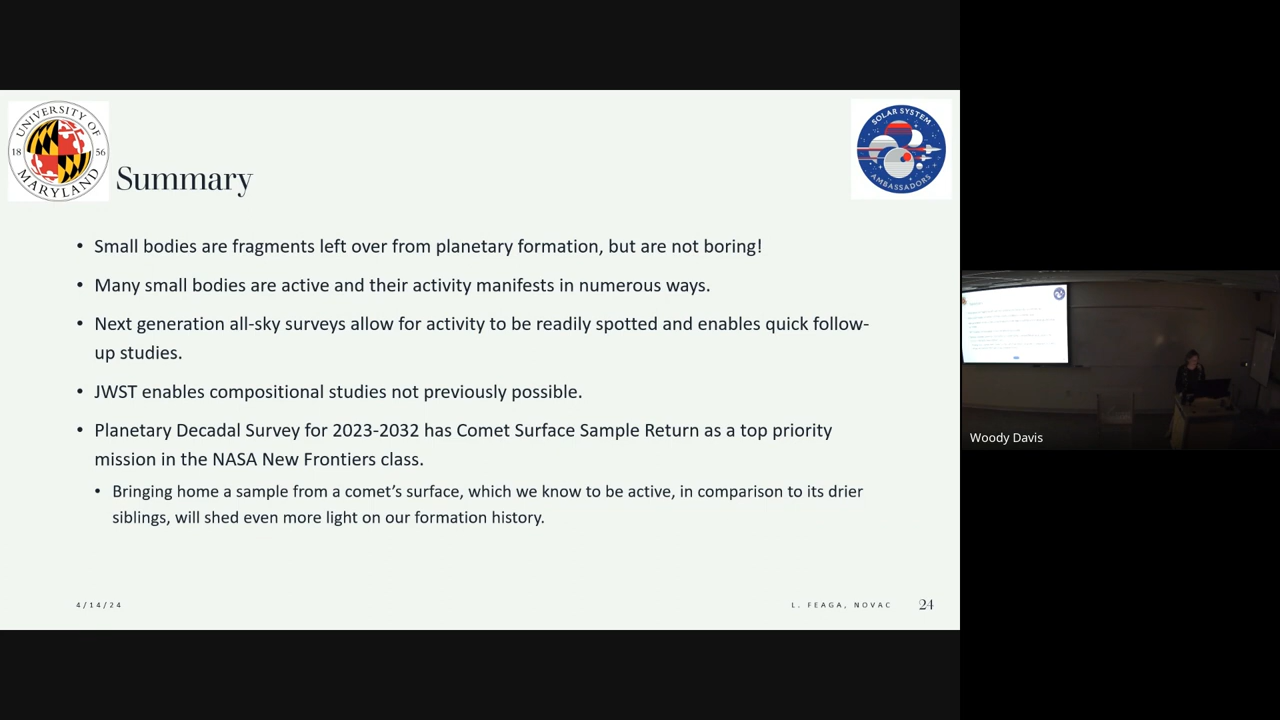 UNIVERSITY OF
18 56
MARYLAND
SOLAR SYSTEM
AMBASSADORS
Summary
• Small bodies are fragments left over from planetary formation, but are not boring!
• Many small bodies are active and their activity manifests in numerous ways.
• Next generation all-sky surveys allow for activity to be readily spotted and enables quick follow-
up studies.
• JWST enables compositional studies not previously possible.
• Planetary Decadal Survey for 2023-2032 has Comet Surface Sample Return as a top priority
mission in the NASA New Frontiers class.
• Bringing home a sample from a comet’s surface, which we know to be active, in comparison to its drier
siblings, will shed even more light on our formation history.
4/14/24
L. FEAGA, NOVAC
24
Woody Davis